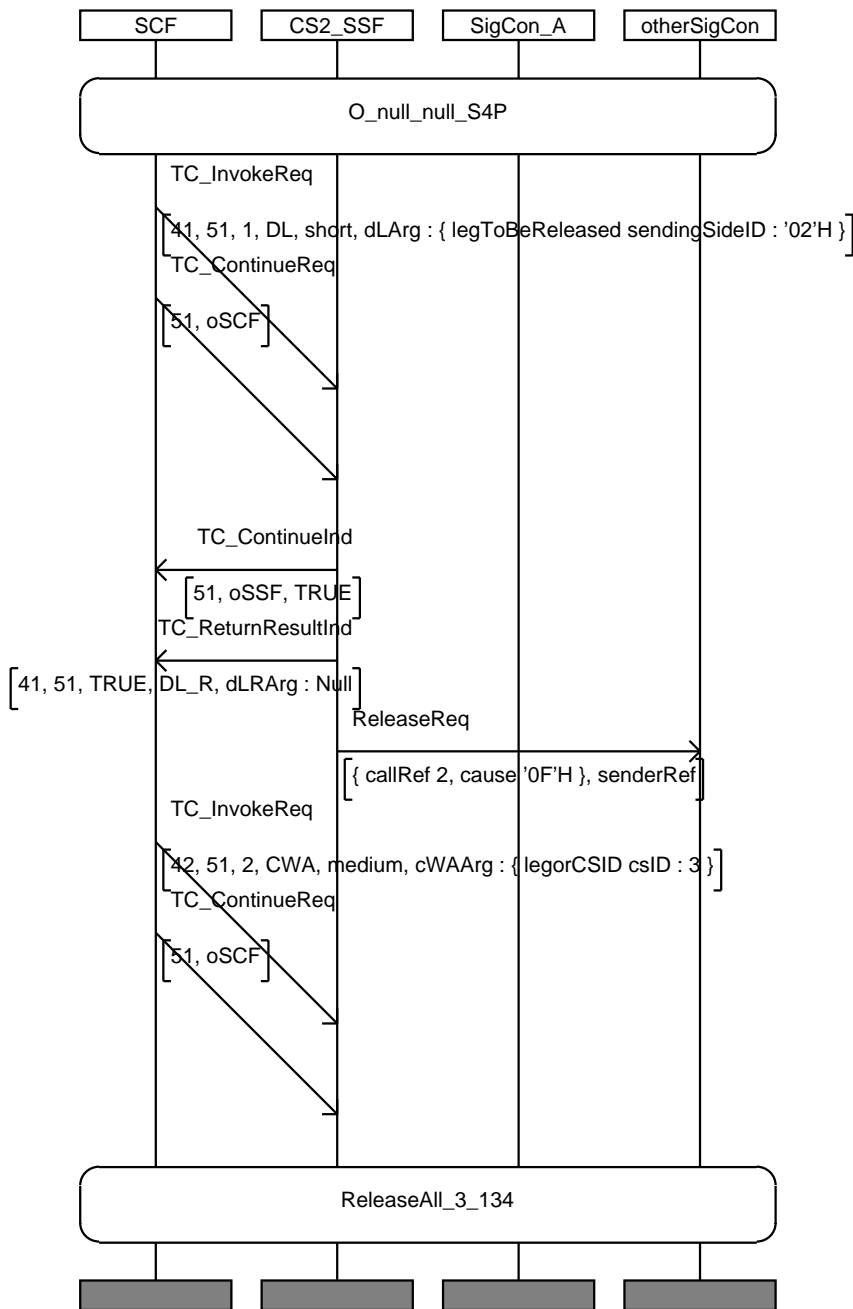 SCF CS2_SSF SigCon_A otherSigCon
O_null_null_S4P
TC_InvokeReq
41, 51, 1, DL, short, dLArg : { legToBeReleased sendingSideID : '02'H }
TC_ContinueReq
51, oSCF
TC_ContinueInd
51, oSSF, TRUE
TC_ReturnResultInd
41, 51, TRUE, DL_R, dLRArg : Null
ReleaseReq
{ callRef 2, cause '0F'H }, senderRef
TC_InvokeReq
42, 51, 2, CWA, medium, cWAArg : { legorCSID csID : 3 }
TC_ContinueReq
51, oSCF
ReleaseAll_3_134